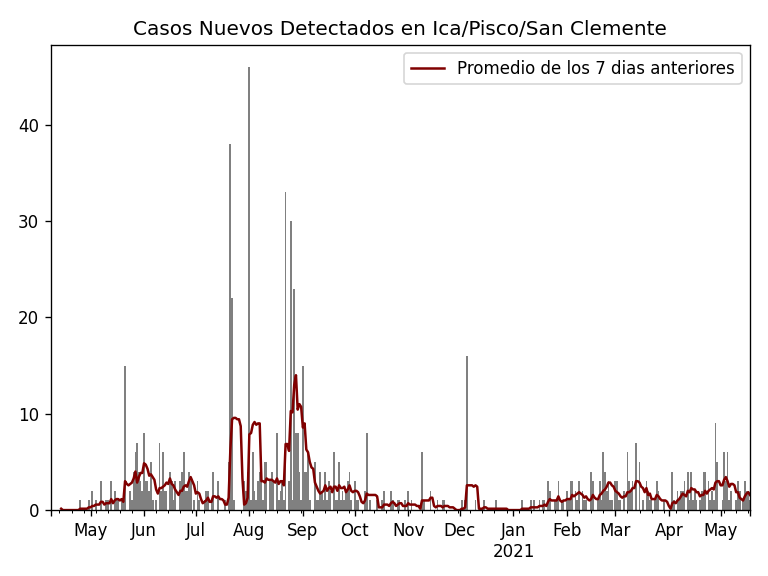 Casos Nuevos Detectados en Ica/Pisco/San Clemente
Promedio de los 7 dias anteriores
40
30
20
10
0
May Jun Jul Aug Sep Oct Nov Dec Jan Feb Mar Apr May
2021